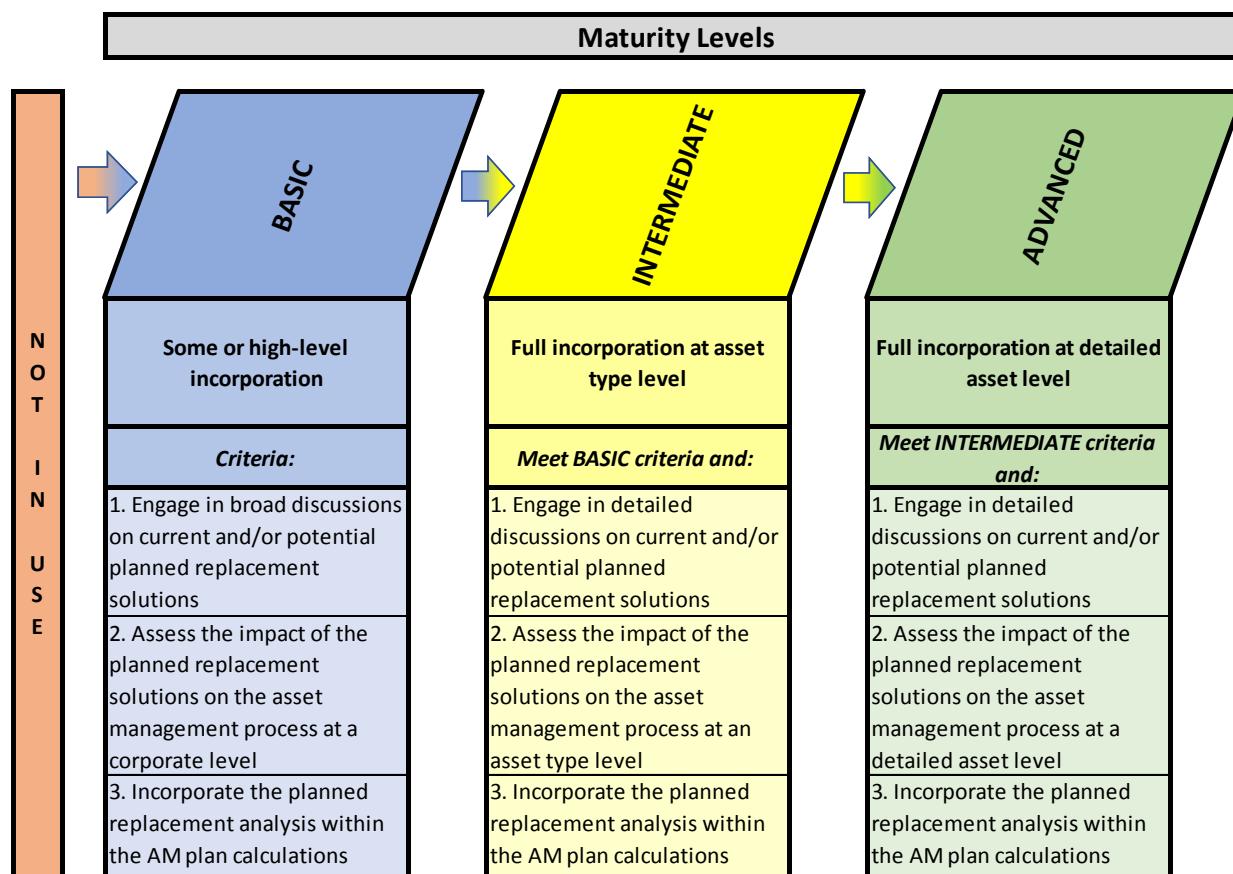 Maturity Levels
NOT IN USE
BASIC
Some or high-level
incorporation
Criteria:
1. Engage in broad discussions
on current and/or potential
planned replacement
solutions
2. Assess the impact of the
planned replacement
solutions on the asset
management process at a
corporate level
3. Incorporate the planned
replacement analysis within
the AM plan calculations
INTERMEDIATE
Full incorporation at asset
type level
Meet BASIC criteria and:
1. Engage in detailed
discussions on current and/or
potential planned
replacement solutions
2. Assess the impact of the
planned replacement
solutions on the asset
management process at an
asset type level
3. Incorporate the planned
replacement analysis within
the AM plan calculations
ADVANCED
Full incorporation at detailed
asset level
Meet INTERMEDIATE criteria
and:
1. Engage in detailed
discussions on current and/or
potential planned
replacement solutions
2. Assess the impact of the
planned replacement
solutions on the asset
management process at a
detailed asset level
3. Incorporate the planned
replacement analysis within
the AM plan calculations